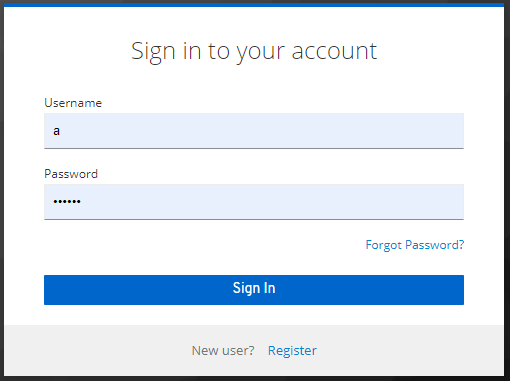 Sign in to your account
Username
a
Password
••••••
Forgot Password?
Sign In
New user? Register